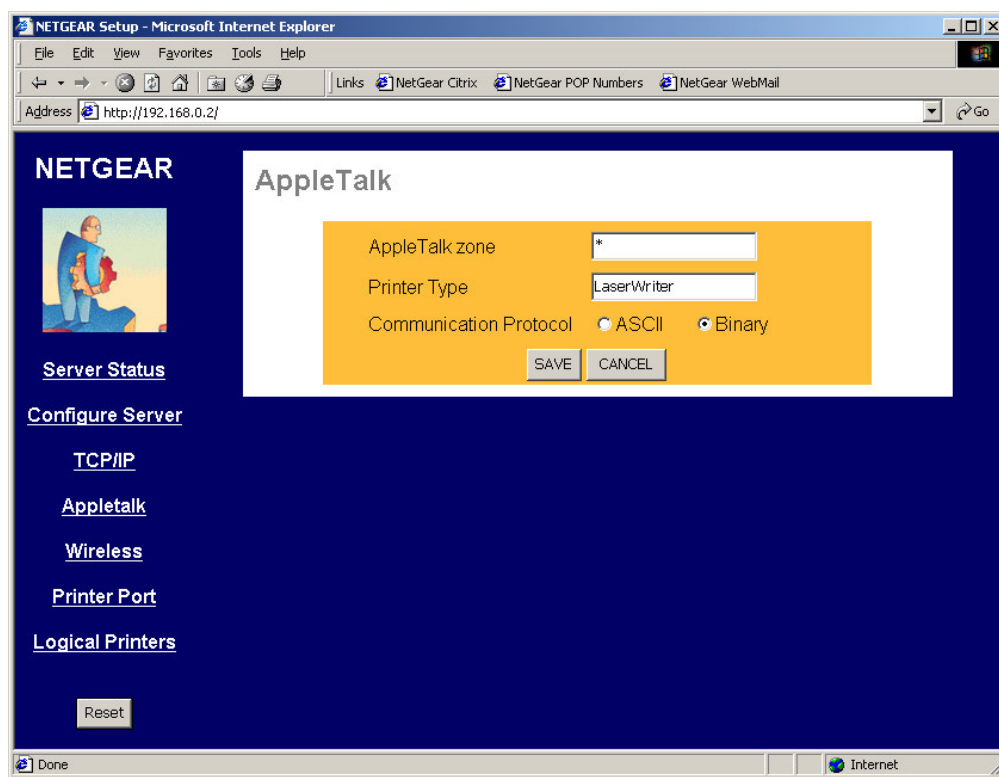 NETGEAR Setup - Microsoft Internet Explorer
File Edit View Favorites Tools Help
Links NetGear Citrix NetGear POP Numbers NetGear WebMail
Address http://192.168.0.2/ Go
NETGEAR
AppleTalk
AppleTalk zone *
Printer Type LaserWriter
Communication Protocol ASCII Binary
SAVE CANCEL
Server Status
Configure Server
TCP/IP
Appletalk
Wireless
Printer Port
Logical Printers
Reset
Done Internet